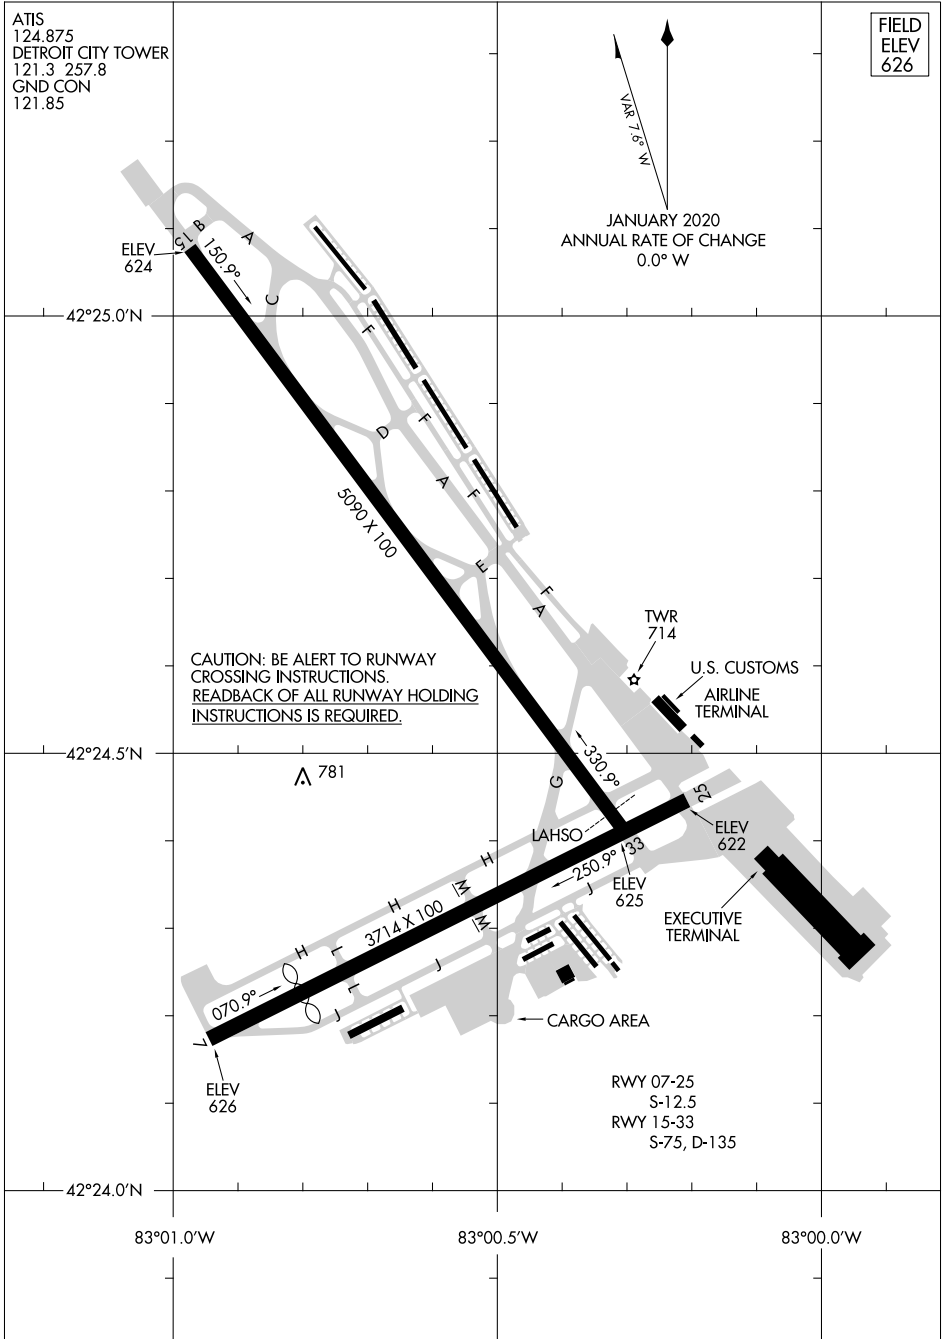 ATIS
124.875
DETROIT CITY TOWER
121.3 257.8
GND CON
121.85
FIELD
ELEV
626
VAR 7.6° W
JANUARY 2020
ANNUAL RATE OF CHANGE
0.0° W
ELEV
624
15
B
A
150.9°
C
42°25.0'N
F
F
D
A
F
5090 X 100
E
F
A
TWR
714
U.S. CUSTOMS
AIRLINE
TERMINAL
CAUTION: BE ALERT TO RUNWAY
CROSSING INSTRUCTIONS.
READBACK OF ALL RUNWAY HOLDING
INSTRUCTIONS IS REQUIRED.
42°24.5'N
781
330.9°
G
25
LAHSO
ELEV
622
33
H
250.9°
ELEV
625
J
M
M
H
3714 X 100
EXECUTIVE
TERMINAL
H
L
J
L
070.9°
J
CARGO AREA
7
ELEV
626
RWY 07-25
S-12.5
RWY 15-33
S-75, D-135
42°24.0'N
83°01.0'W
83°00.5'W
83°00.0'W